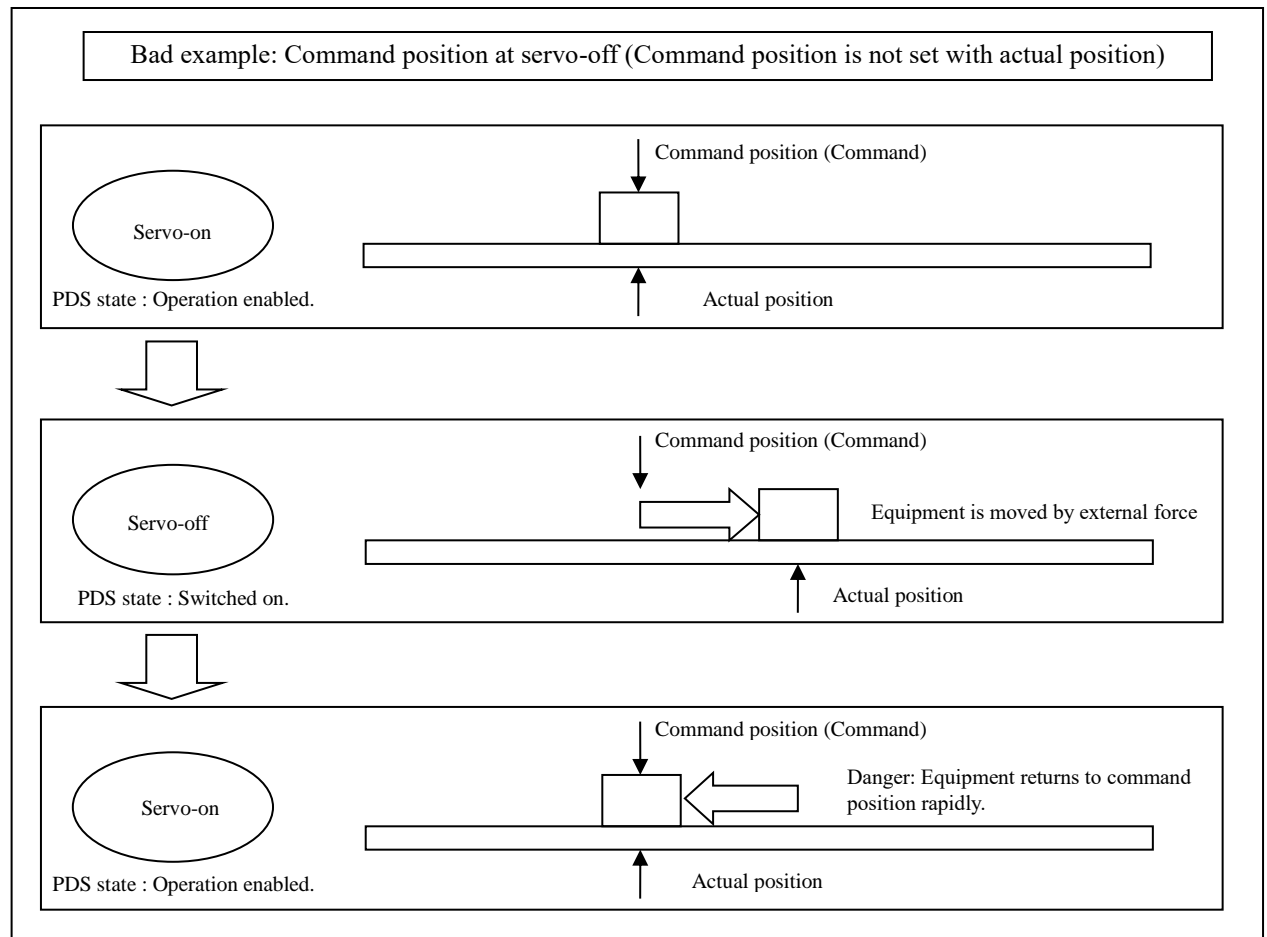 Bad example: Command position at servo-off (Command position is not set with actual position)
Command position (Command)
Servo-on
PDS state : Operation enabled.
Actual position
Command position (Command)
Servo-off
Equipment is moved by external force
PDS state : Switched on.
Actual position
Command position (Command)
Servo-on
Danger: Equipment returns to command
position rapidly.
PDS state : Operation enabled.
Actual position